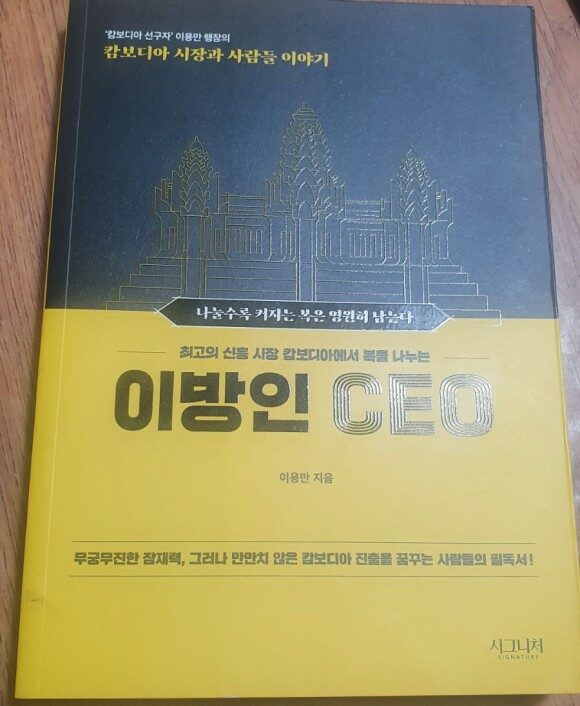 '캄보디아 선구자' 이용만 행장의
캄보디아 시장과 사람들 이야기
나눌수록 커지는 복은 영원히 남는다
최고의 신흥 시장 캄보디아에서 복을 나누는
이방인 CEO
이용만 지음
무궁무진한 잠재력, 그러나 만만치 않은 캄보디아 진출을 꿈꾸는 사람들의 필독서!
시그니처
SIGNATURE